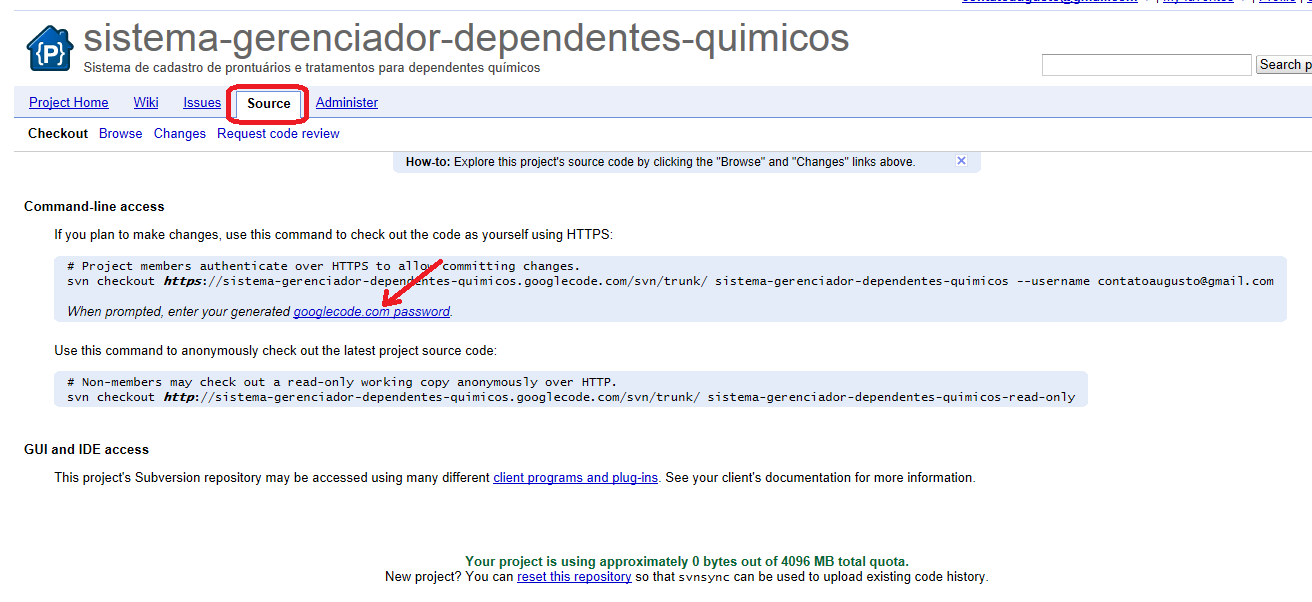 contatoaugusto@gmail.com | My favorites | Profile |
{P} sistema-gerenciador-dependentes-quimicos
Sistema de cadastro de prontuários e tratamentos para dependentes químicos
Search p
Project Home Wiki Issues Source Administer
Checkout Browse Changes Request code review
How-to: Explore this project's source code by clicking the "Browse" and "Changes" links above.
Command-line access
If you plan to make changes, use this command to check out the code as yourself using HTTPS:
# Project members authenticate over HTTPS to allow committing changes.
svn checkout https://sistema-gerenciador-dependentes-quimicos.googlecode.com/svn/trunk/ sistema-gerenciador-dependentes-quimicos --username contatoaugusto@gmail.com
When prompted, enter your generated googlecode.com password.
Use this command to anonymously check out the latest project source code:
# Non-members may check out a read-only working copy anonymously over HTTP.
svn checkout http://sistema-gerenciador-dependentes-quimicos.googlecode.com/svn/trunk/ sistema-gerenciador-dependentes-quimicos-read-only
GUI and IDE access
This project's Subversion repository may be accessed using many different client programs and plug-ins. See your client's documentation for more information.
Your project is using approximately 0 bytes out of 4096 MB total quota.
New project? You can reset this repository so that svnsync can be used to upload existing code history.